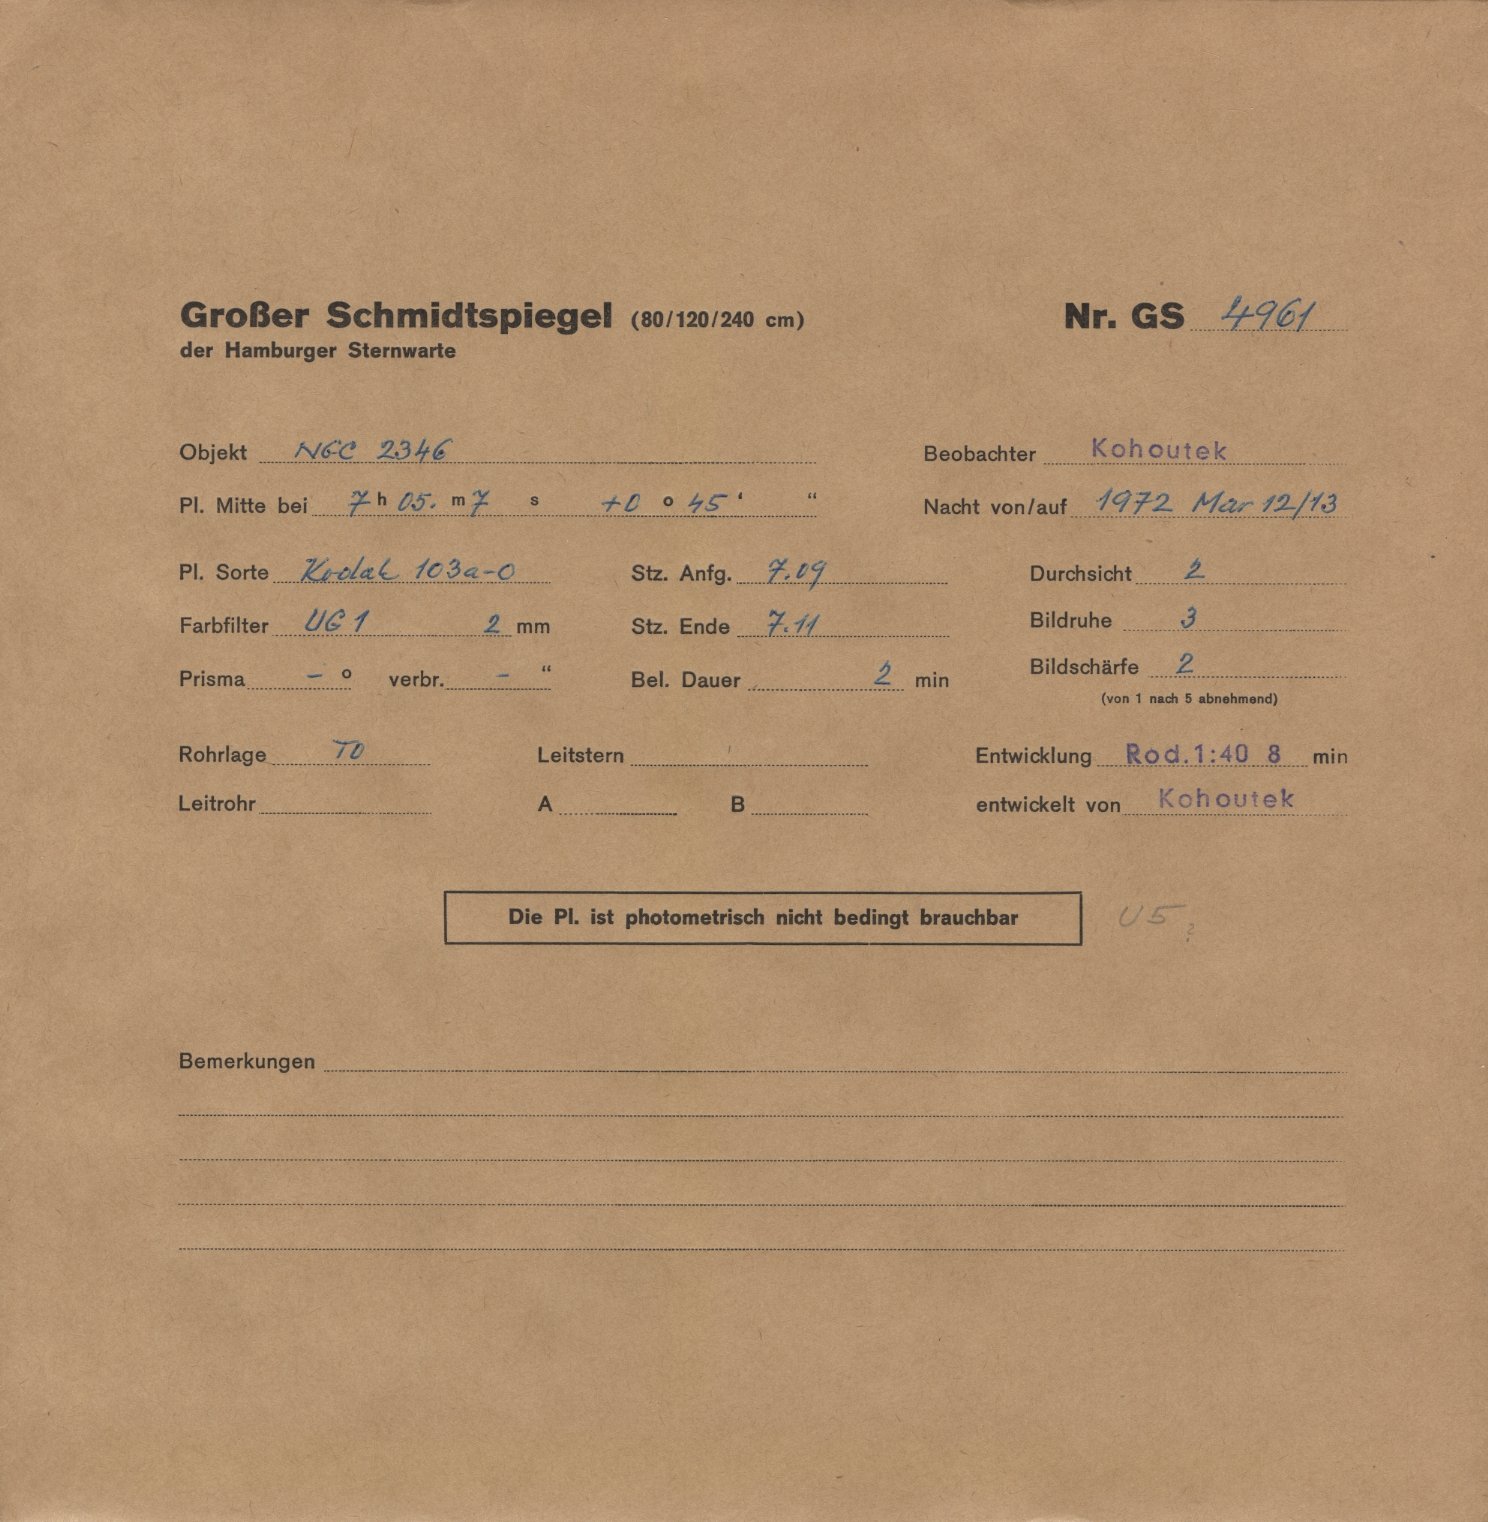 Großer Schmidtspiegel (80/120/240 cm) Nr. GS 4961
der Hamburger Sternwarte
Objekt NGC 2346 Beobachter Kohoutek
Pl. Mitte bei 7 h 05. m 7 s +0 o 45 ‘ “ Nacht von/auf 1972 Mar 12/13
Pl. Sorte Kodak 103a-O Stz. Anfg. 7.09 Durchsicht 2
Farbfilter UG 1 2 mm Stz. Ende 7.11 Bildruhe 3
Prisma - o verbr. - “ Bel. Dauer 2 min Bildschärfe 2
(von 1 nach 5 abnehmend)
Rohrlage TO Leitstern Entwicklung Rod.1:40 8 min
Leitrohr A B entwickelt von Kohoutek
Die Pl. ist photometrisch nicht bedingt brauchbar U5 ?
Bemerkungen